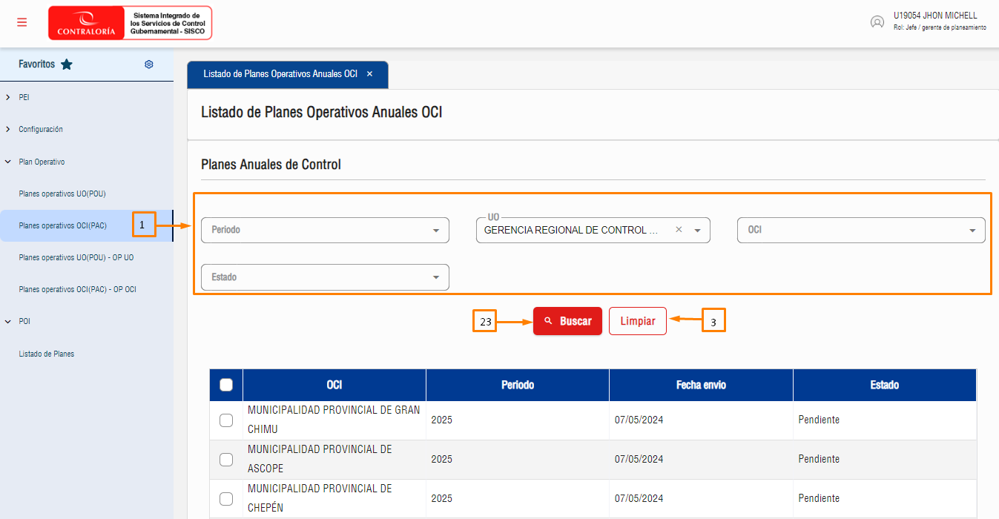 CONTRALORÍA
Sistema Integrado de
los Servicios de Control
Gubernamental - SISCO
U19054 JHON MICHELL
Rol: Jefe / gerente de planeamiento
Favoritos
PEI
Configuración
Plan Operativo
Planes operativos UO(POU)
Planes operativos OCI(PAC)
1
Planes operativos UO(POU) - OP UO
Planes operativos OCI(PAC) - OP OCI
POI
Listado de Planes
Listado de Planes Operativos Anuales OCI ×
Listado de Planes Operativos Anuales OCI
Planes Anuales de Control
Periodo
UO
GERENCIA REGIONAL DE CONTROL ... ×
OCI
Estado
23
Buscar
Limpiar
3
OCI Periodo Fecha envio Estado
MUNICIPALIDAD PROVINCIAL DE GRAN
CHIMU
2025 07/05/2024 Pendiente
MUNICIPALIDAD PROVINCIAL DE
ASCOPE
2025 07/05/2024 Pendiente
MUNICIPALIDAD PROVINCIAL DE
CHEPÉN
2025 07/05/2024 Pendiente